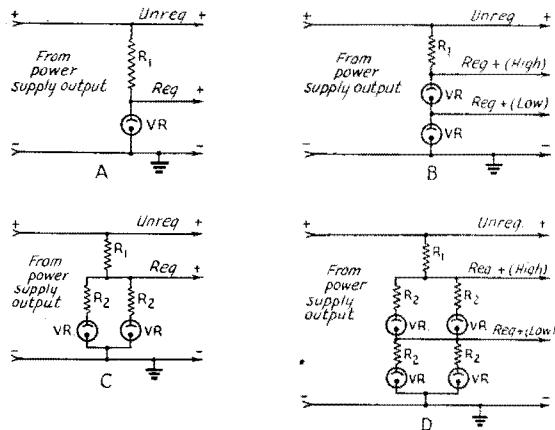 + Unreg +
R1
From
power
supply output
Reg +
VR
- -
A
+ Unreg +
R1
From
power
supply output
Reg + (High)
VR
Reg + (Low)
VR
- -
B
+ Unreg +
R1
From
power
supply
output
Reg +
R2 R2
VR VR
- -
C
+ Unreg. +
R1
From
power
supply
output
Reg + (High)
R2 R2
VR. VR
Reg+(Low)
R2 R2
VR VR
- -
D